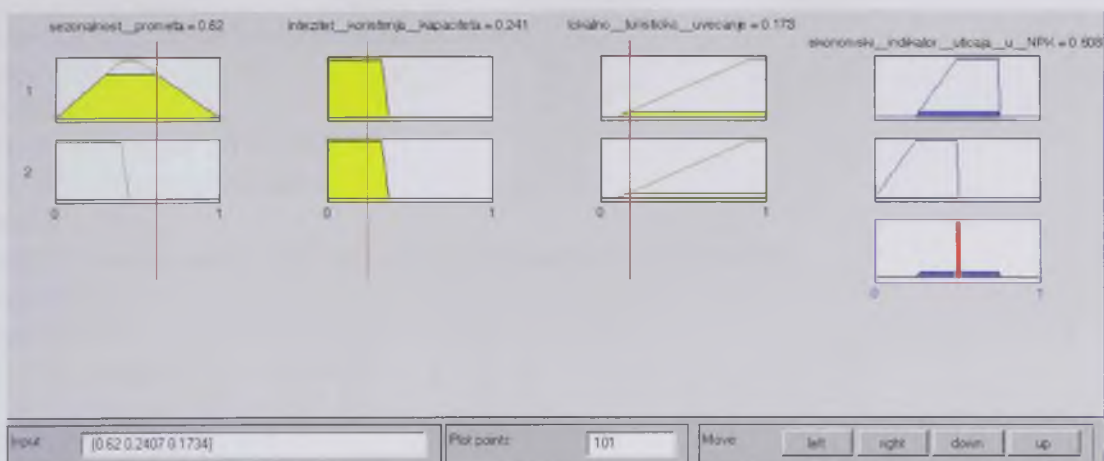 sezonalnost__prometa = 0.62
intezitet__koristenja__kapaciteta = 0.241
lokalno__turisticko__uvecanje = 0.173
ekonomski__indikator__uticaja__u__NPK = 0.508
1
2
0 1
0 1
0 1
0 1
Input: [0.62 0.2407 0.1734]
Plot points: 101
Move: left right down up